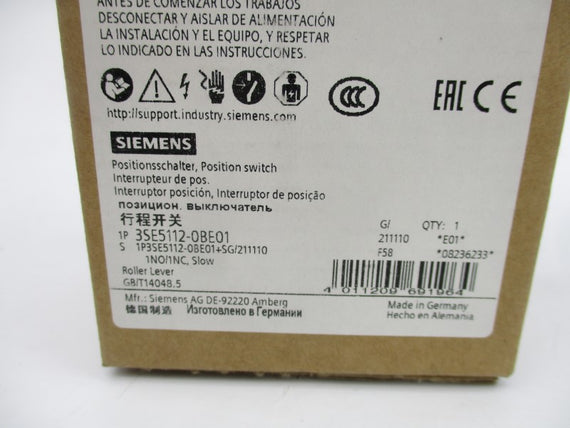 ANTES DE COMENZAR LOS TRABAJOS
DESCONECTAR Y AISLAR DE ALIMENTACIÓN
LA INSTALACIÓN Y EL EQUIPO, Y RESPETAR
LO INDICADO EN LAS INSTRUCCIONES.
CCC
EAC CE
http://support.industry.siemens.com
SIEMENS
Positionsschalter, Position switch
Interrupteur de pos.
Interruptor posición, Interruptor de posição
позицион. выключатель
行程开关
1P 3SE5112-0BE01
S 1P3SE5112-0BE01+SG/211110
1NO/1NC, Slow
Roller Lever
GB/T14048.5
G/ QTY: 1
211110 *E01*
F58 *08236233*
4 011209 691964
Mfr.: Siemens AG DE-92220 Amberg
德国制造 Изготовлено в Германии
Made in Germany
Hecho en Alemania